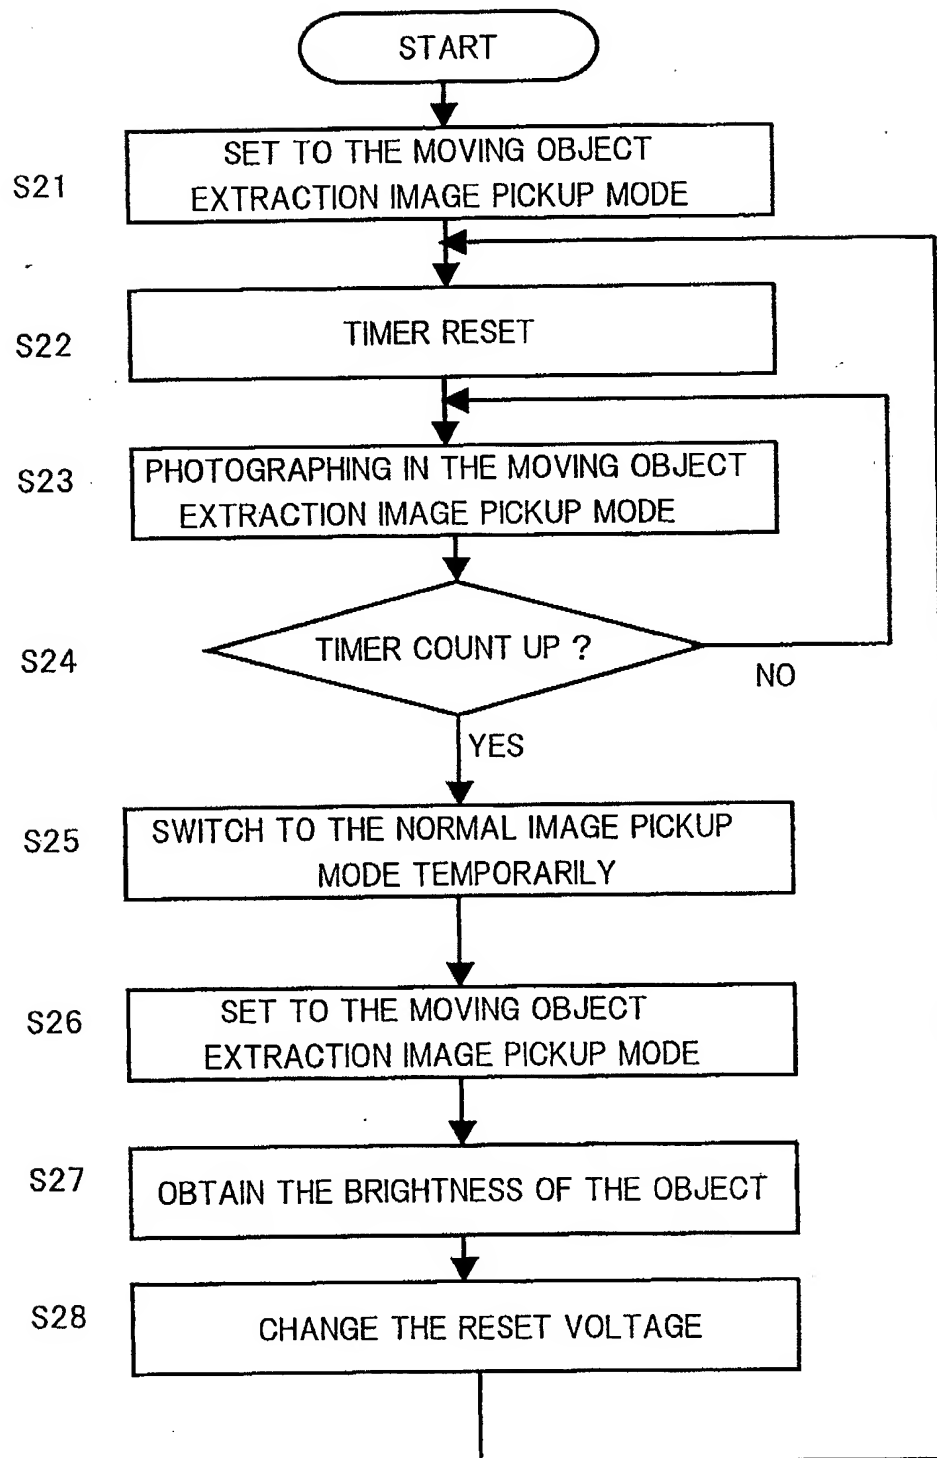 START
S21
SET TO THE MOVING OBJECT
EXTRACTION IMAGE PICKUP MODE
S22
TIMER RESET
S23
PHOTOGRAPHING IN THE MOVING OBJECT
EXTRACTION IMAGE PICKUP MODE
S24
TIMER COUNT UP ?
NO
YES
S25
SWITCH TO THE NORMAL IMAGE PICKUP
MODE TEMPORARILY
S26
SET TO THE MOVING OBJECT
EXTRACTION IMAGE PICKUP MODE
S27
OBTAIN THE BRIGHTNESS OF THE OBJECT
S28
CHANGE THE RESET VOLTAGE